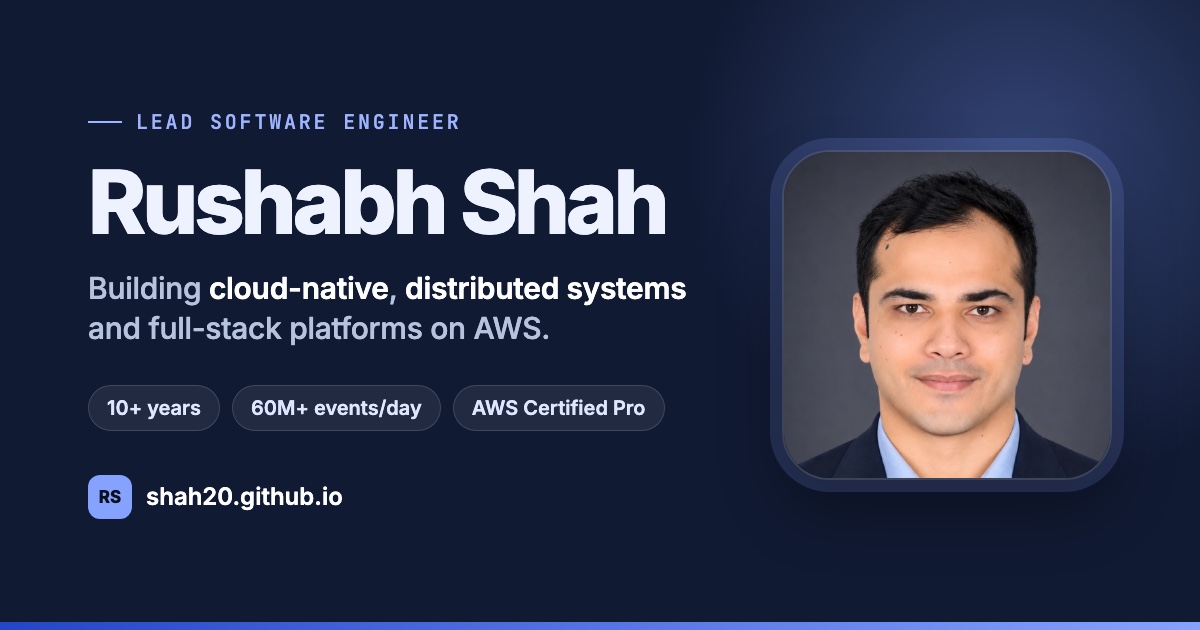 LEAD SOFTWARE ENGINEER
Rushabh Shah
Building cloud-native, distributed systems
and full-stack platforms on AWS.
10+ years 60M+ events/day AWS Certified Pro
RS shah20.github.io